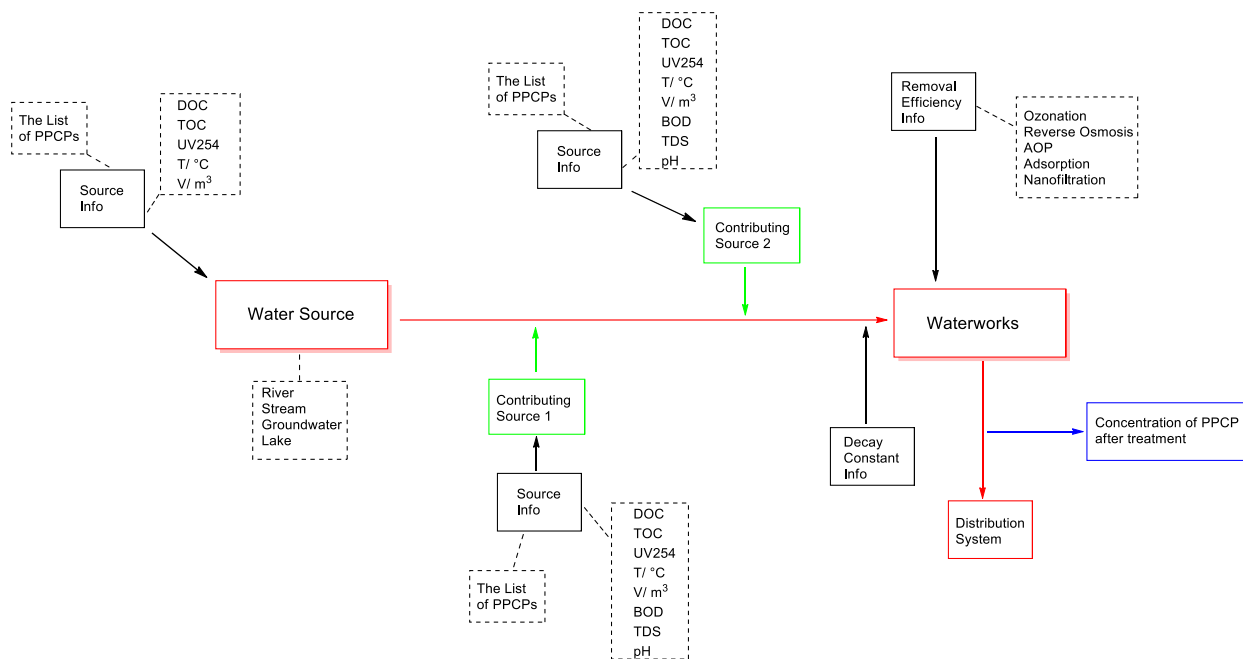 The List
of PPCPs
DOC
TOC
UV254
T/ °C
V/ m³
Source
Info
Water Source
River
Stream
Groundwater
Lake
The List
of PPCPs
DOC
TOC
UV254
T/ °C
V/ m³
BOD
TDS
pH
Source
Info
Contributing
Source 2
Contributing
Source 1
Source
Info
The List
of PPCPs
DOC
TOC
UV254
T/ °C
V/ m³
BOD
TDS
pH
Removal
Efficiency
Info
Ozonation
Reverse Osmosis
AOP
Adsorption
Nanofiltration
Waterworks
Decay
Constant
Info
Concentration of PPCP
after treatment
Distribution
System